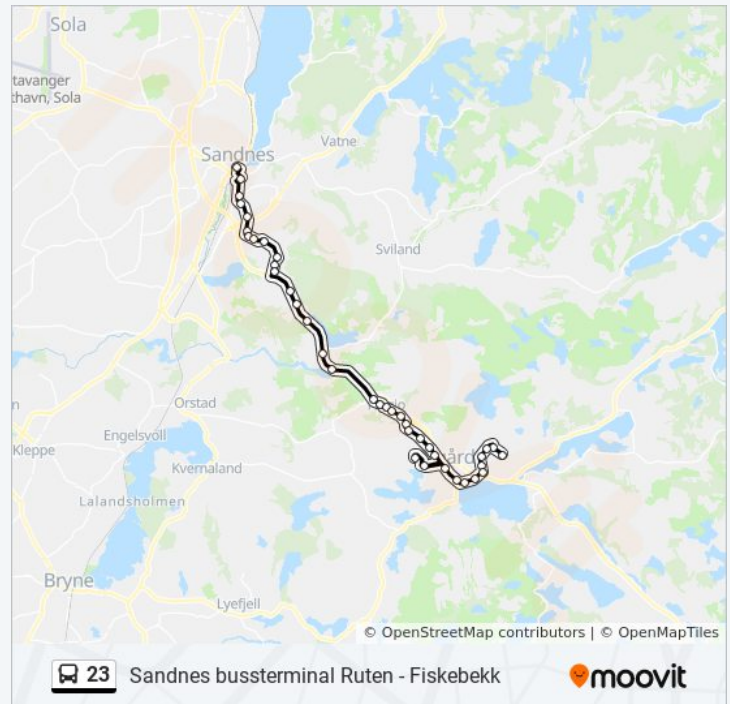 Sola
tavanger
thavn, Sola
Sandnes
Vatne
Sviland
Orstad
Engelsvoll
Kvernaland
Kleppe
Lalandsholmen
Bryne
Lyefjell
© OpenStreetMap contributors | © OpenMapTiles
23 Sandnes bussterminal Ruten - Fiskebekk
moovit